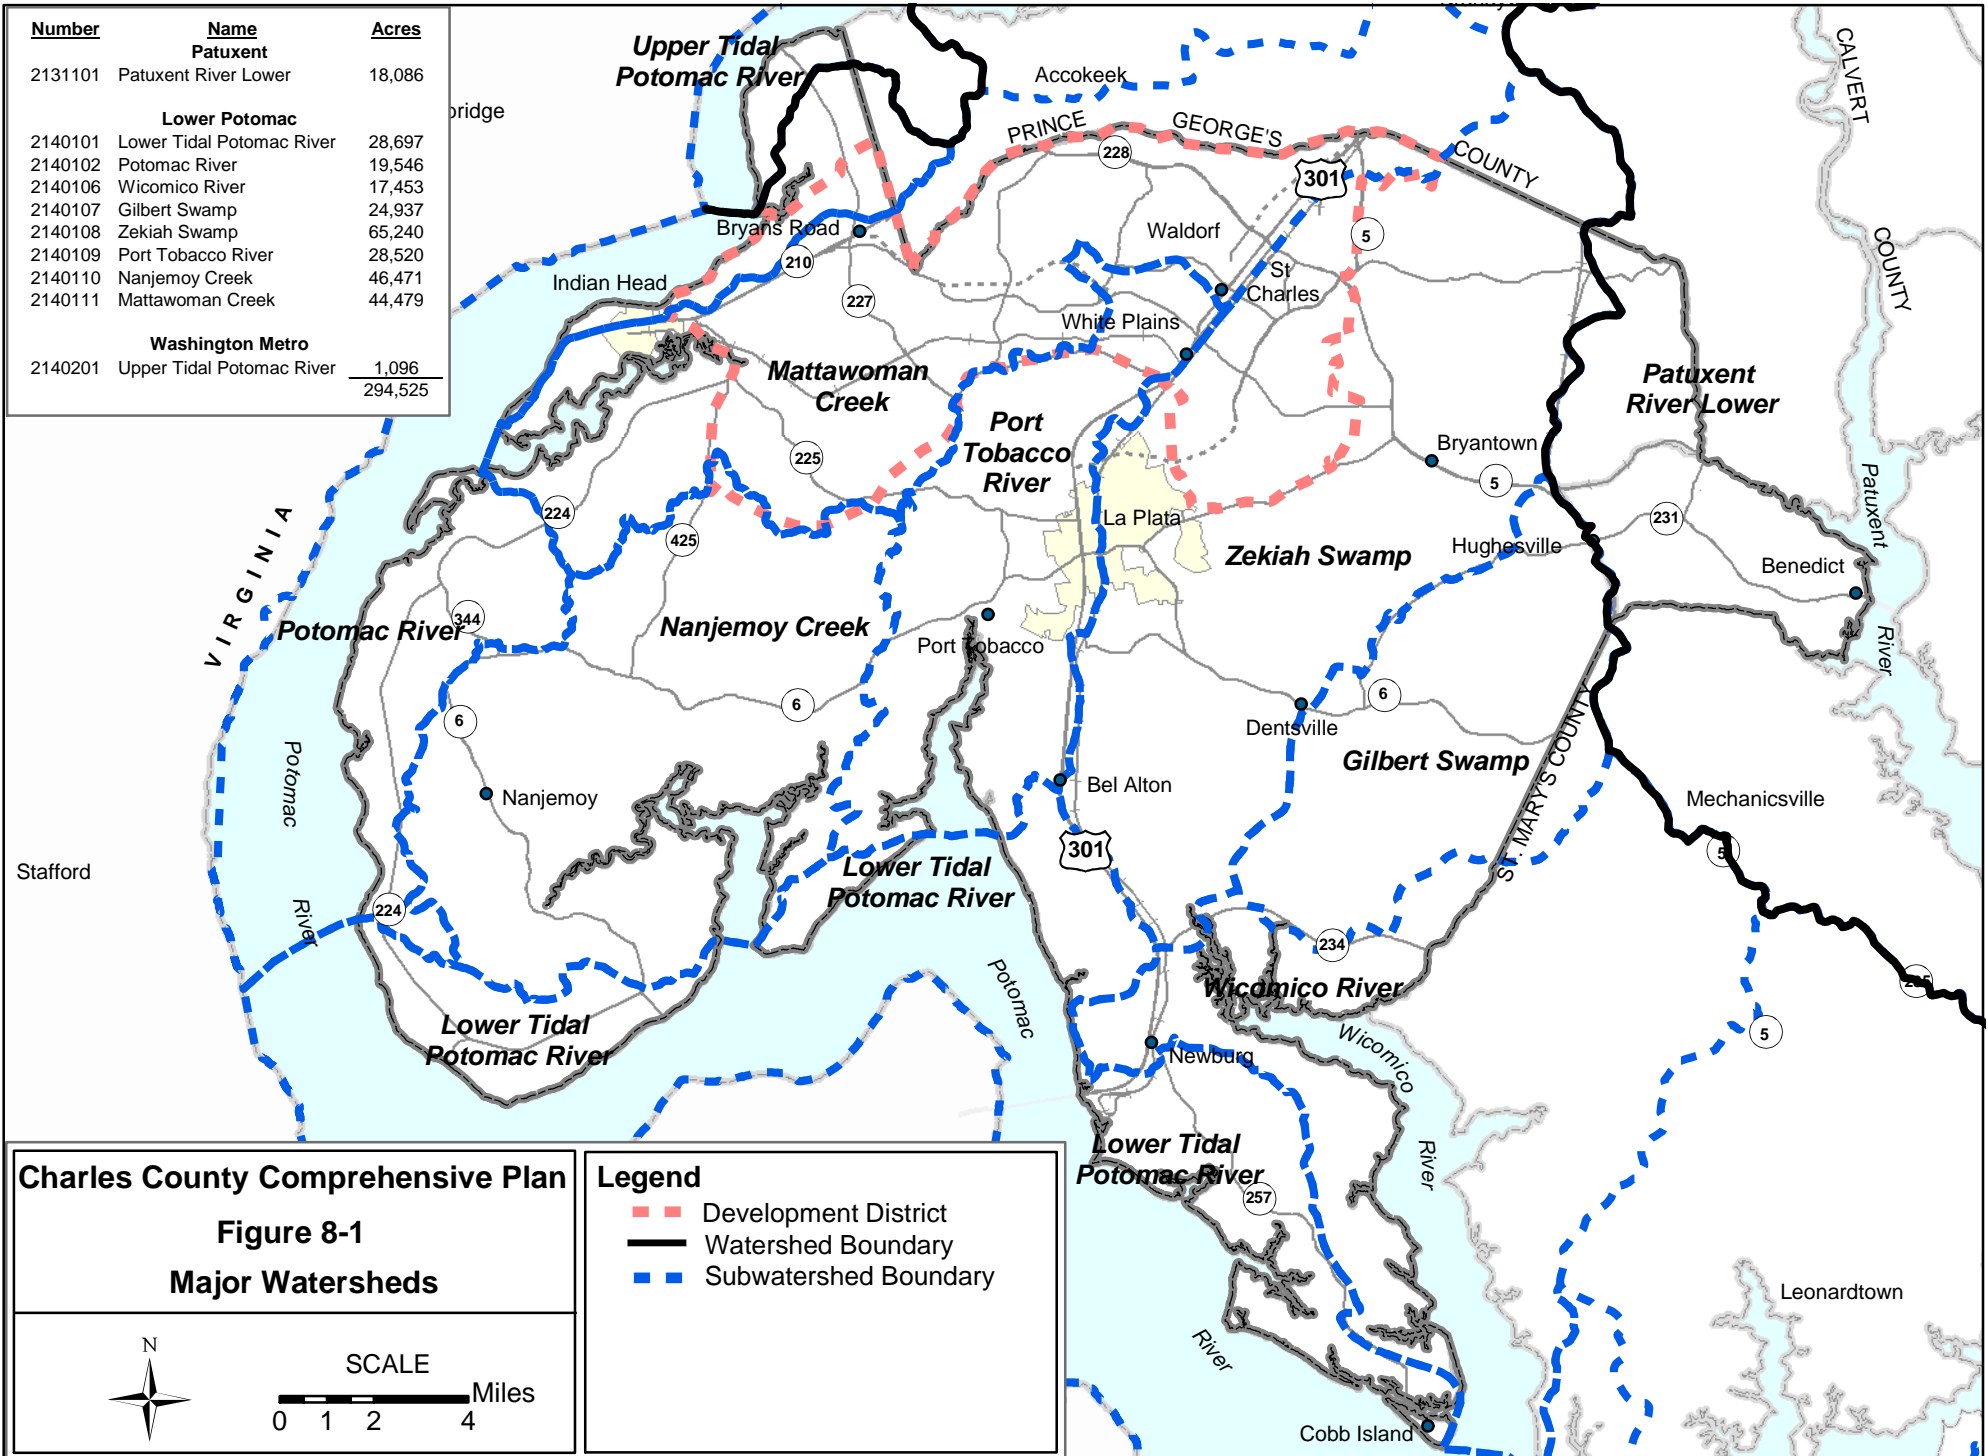 Number Name Acres
Patuxent
2131101 Patuxent River Lower 18,086
Lower Potomac
2140101 Lower Tidal Potomac River 28,697
2140102 Potomac River 19,546
2140106 Wicomico River 17,453
2140107 Gilbert Swamp 24,937
2140108 Zekiah Swamp 65,240
2140109 Port Tobacco River 28,520
2140110 Nanjemoy Creek 46,471
2140111 Mattawoman Creek 44,479
Washington Metro
2140201 Upper Tidal Potomac River 1,096
294,525
bridge
Upper Tidal
Potomac River
Accokeek
PRINCE GEORGE'S COUNTY
CALVERT COUNTY
228
301
5
Waldorf
St
Charles
Bryans Road
210
Indian Head
227
White Plains
Mattawoman
Creek
Port
Tobacco
River
Patuxent
River Lower
Bryantown
5
225
224
425
La Plata
Zekiah Swamp
Hughesville
231
Benedict
Patuxent
River
VIRGINIA
344
Potomac River
Nanjemoy Creek
Port Tobacco
6
6
6
Dentsville
Gilbert Swamp
ST. MARY'S COUNTY
Potomac
River
Nanjemoy
Bel Alton
301
Mechanicsville
5
Stafford
224
Lower Tidal
Potomac River
234
Wicomico River
Potomac
Wicomico
River
5
Lower Tidal
Potomac River
Newburg
Lower Tidal
Potomac River
257
River
Leonardtown
Cobb Island
Charles County Comprehensive Plan
Figure 8-1
Major Watersheds
N
SCALE
Miles
0 1 2 4
Legend
Development District
Watershed Boundary
Subwatershed Boundary